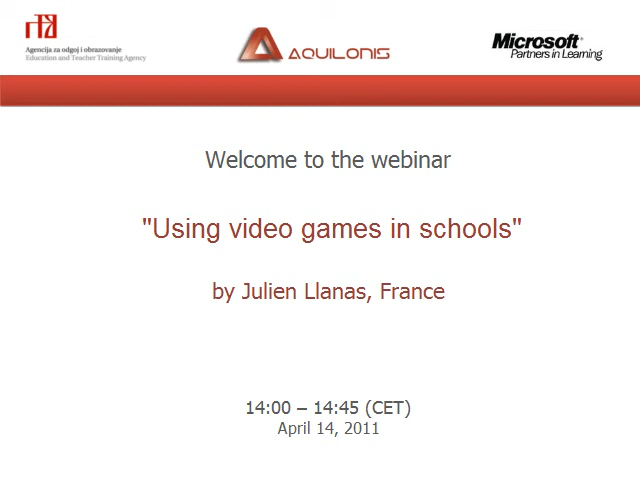 Agencija za odgoj i obrazovanje
Education and Teacher Training Agency
AQUILONIS
Microsoft®
Partners in Learning
Welcome to the webinar
"Using video games in schools"
by Julien Llanas, France
14:00 – 14:45 (CET)
April 14, 2011